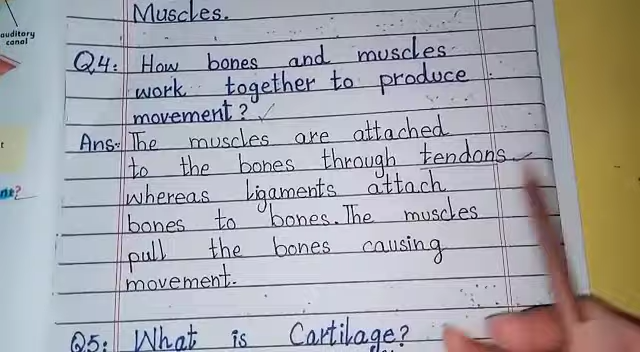 Muscles.
auditory
canal
Q4: How bones and muscles
work together to produce
movement?
Ans: The muscles are attached
to the bones through tendons
whereas ligaments attach
bones to bones. The muscles
pull the bones causing
movement.
Q5: What is Cartilage?